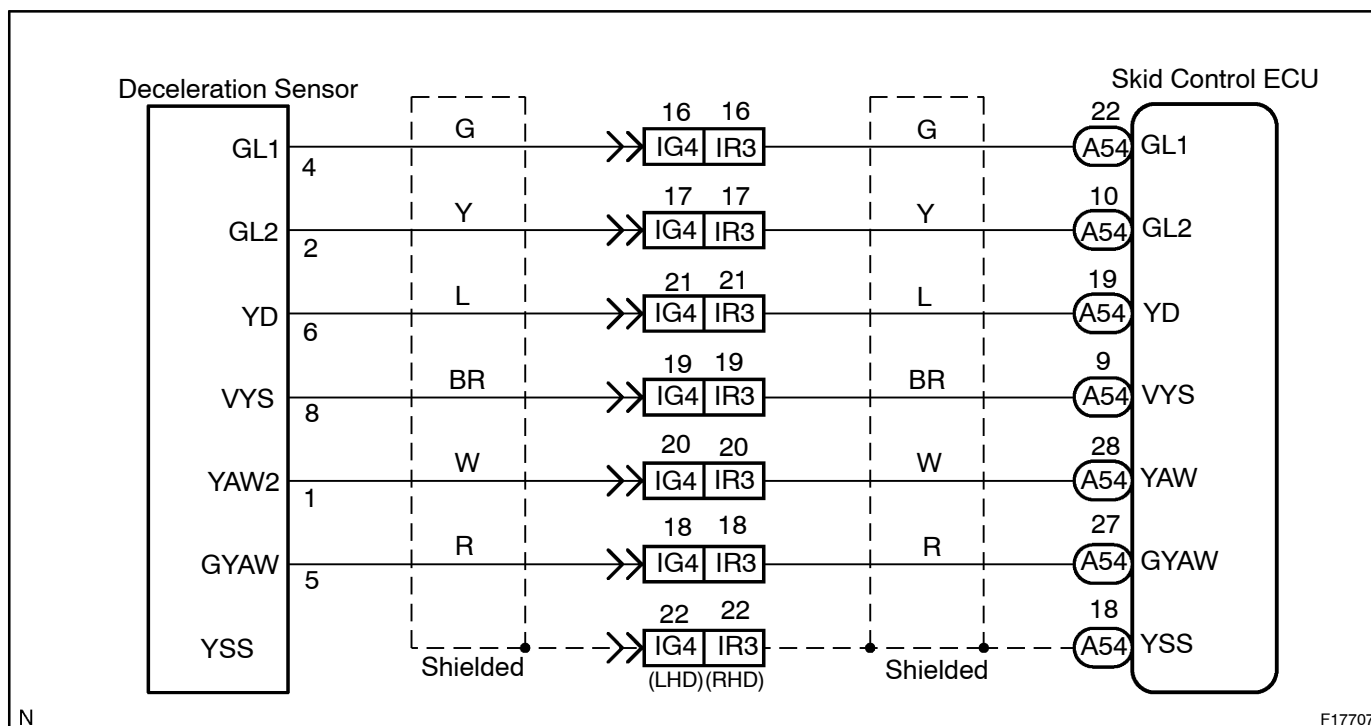 Deceleration Sensor
Skid Control ECU
GL1 4 G 16 16 IG4 IR3 G 22 A54 GL1
GL2 2 Y 17 17 IG4 IR3 Y 10 A54 GL2
YD 6 L 21 21 IG4 IR3 L 19 A54 YD
VYS 8 BR 19 19 IG4 IR3 BR 9 A54 VYS
YAW2 1 W 20 20 IG4 IR3 W 28 A54 YAW
GYAW 5 R 18 18 IG4 IR3 R 27 A54 GYAW
YSS 22 22 IG4 IR3 18 A54 YSS
Shielded (LHD) (RHD) Shielded
N
F17707